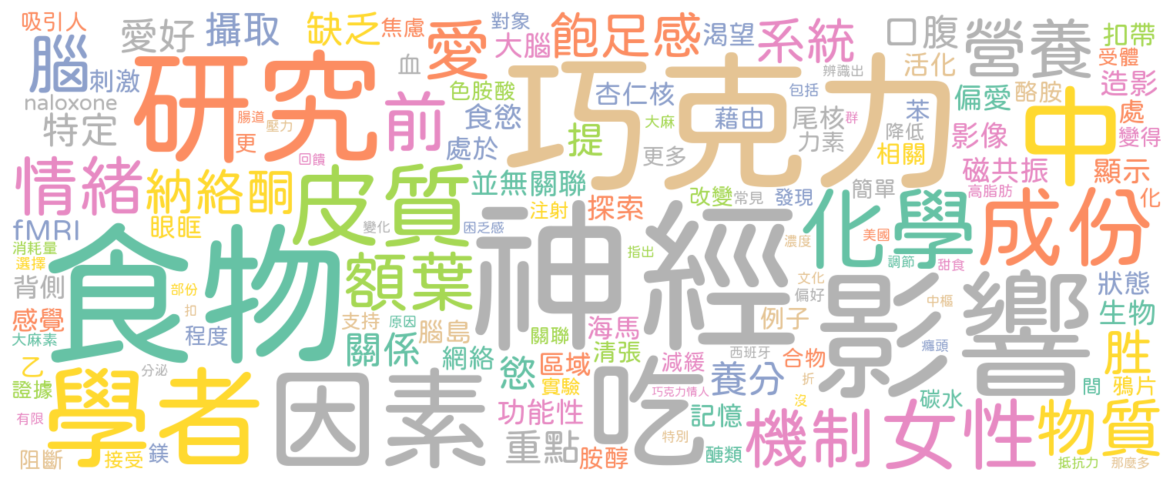 吸引人
愛好
攝取
缺乏
焦慮
愛
對象
大腦
飽足感
渴望
系統
口腹
營養
扣帶
受體
腦
刺激
研究
血
巧克力
辨識出
活化
造影
naloxone
腸道
壓力
前
色胺酸
食慾
杏仁核
包括
偏愛
酪胺
中
處
特定
更
回饋
處於
提
大麻
藉由
更多
尾核
群
力素
降低
苯
相關
影像
變得
情緒
納絡酮
皮質
並無關聯
改變
常見
發現
簡單
磁共振
高脂肪
顯示
化
fMRI
眼眶
變化
困乏感
注射
探索
神經
化學
成份
消耗量
選擇
食物
額葉
指出
濃度
美國
調節
甜食
背側
部份
扣
文化
偏好
影響
中樞
狀態
感覺
大麻素
程度
支持
原因
腦島
關聯
海馬
例子
生物
乙
證據
分泌
關係
網絡
清張
減緩
西班牙
合物
癮頭
胜
學者
因素
慾
區域
實驗
吃
養分
巧克力情人
折
沒
碳水
間
鴉片
有限
功能性
記憶
機制
女性
物質
阻斷
接受
鎂
重點
胺醇
特別
醣類
抵抗力
那麼多